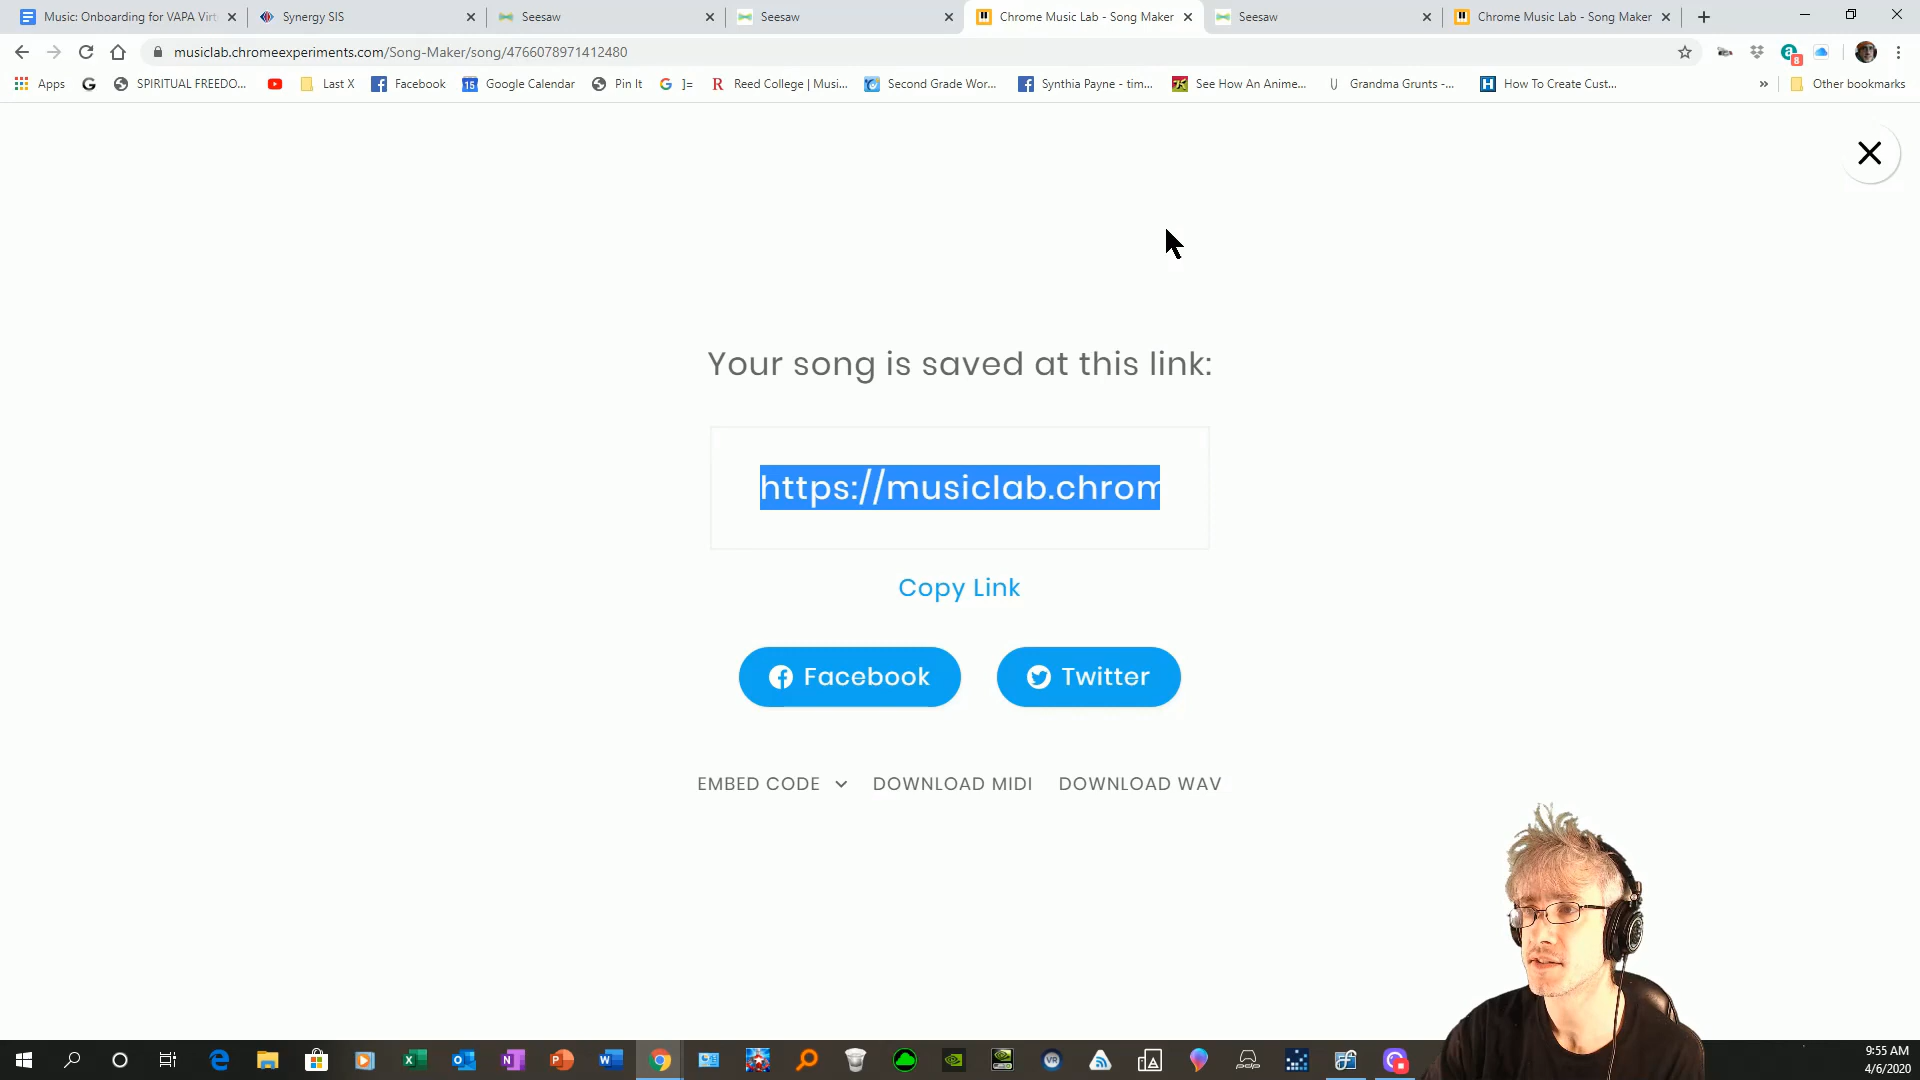 Music: Onboarding for VAPA Virt
Synergy SIS
Seesaw
Seesaw
Chrome Music Lab - Song Maker
Seesaw
Chrome Music Lab - Song Maker
musiclab.chromeexperiments.com/Song-Maker/song/4766078971412480
8
Apps
SPIRITUAL FREEDO...
Last X
Facebook
15
Google Calendar
Pin It
]=
R
Reed College | Musi...
Second Grade Wor...
Synthia Payne - tim...
See How An Anime...
Grandma Grunts -...
H
How To Create Cust...
»
Other bookmarks
Your song is saved at this link:
https://musiclab.chrom
Copy Link
Facebook
Twitter
EMBED CODE
DOWNLOAD MIDI
DOWNLOAD WAV
9:55 AM
4/6/2020